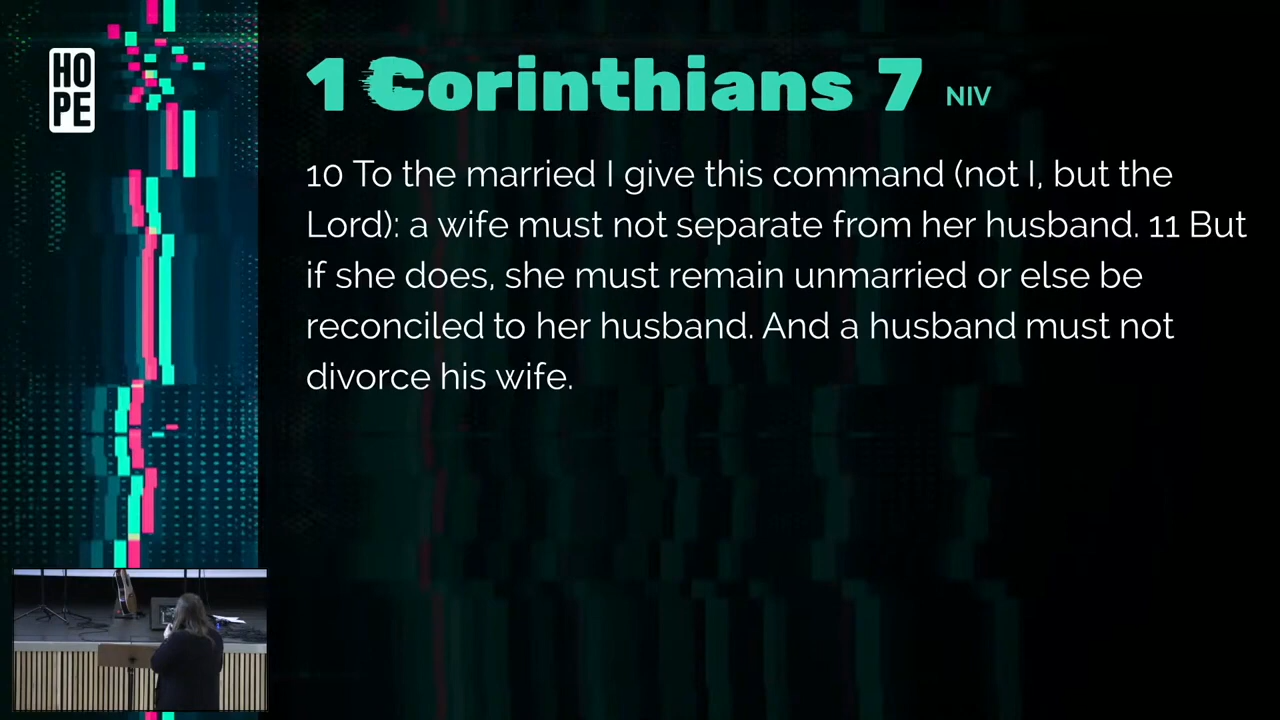 HO
PE
1 Corinthians 7 NIV
10 To the married I give this command (not I, but the
Lord): a wife must not separate from her husband. 11 But
if she does, she must remain unmarried or else be
reconciled to her husband. And a husband must not
divorce his wife.